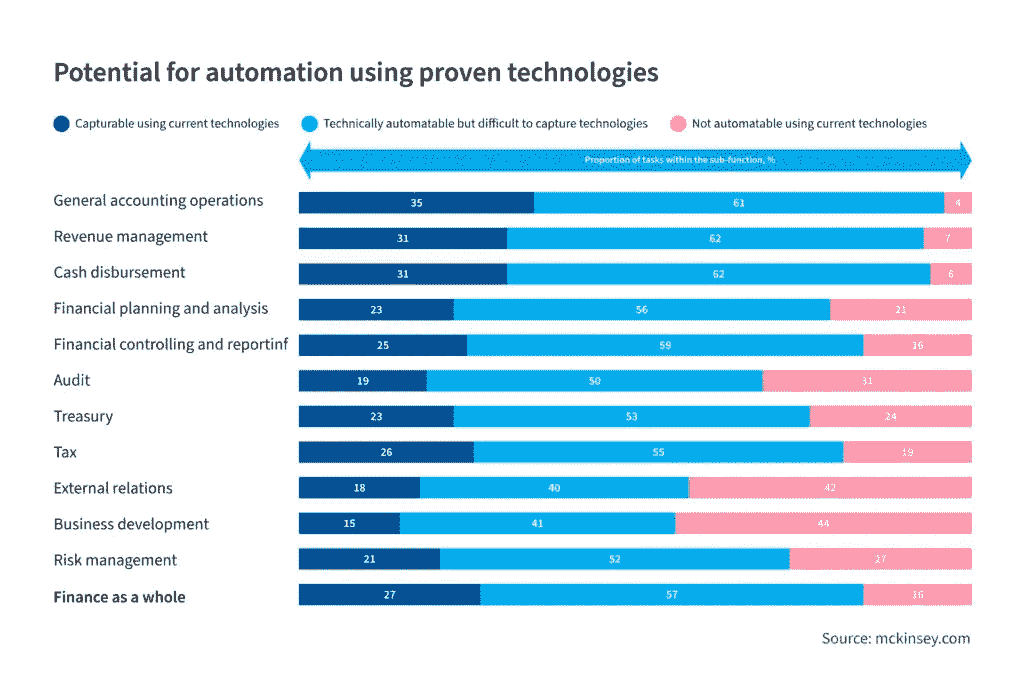 Potential for automation using proven technologies
Capturable using current technologies Technically automatable but difficult to capture technologies Not automatable using current technologies
Proportion of tasks within the sub-function, %
General accounting operations 35 61 4
Revenue management 31 62 7
Cash disbursement 31 62 6
Financial planning and analysis 23 56 21
Financial controlling and reportinf 25 59 16
Audit 19 50 31
Treasury 23 53 24
Tax 26 55 19
External relations 18 40 42
Business development 15 41 44
Risk management 21 52 27
Finance as a whole 27 57 16
Source: mckinsey.com